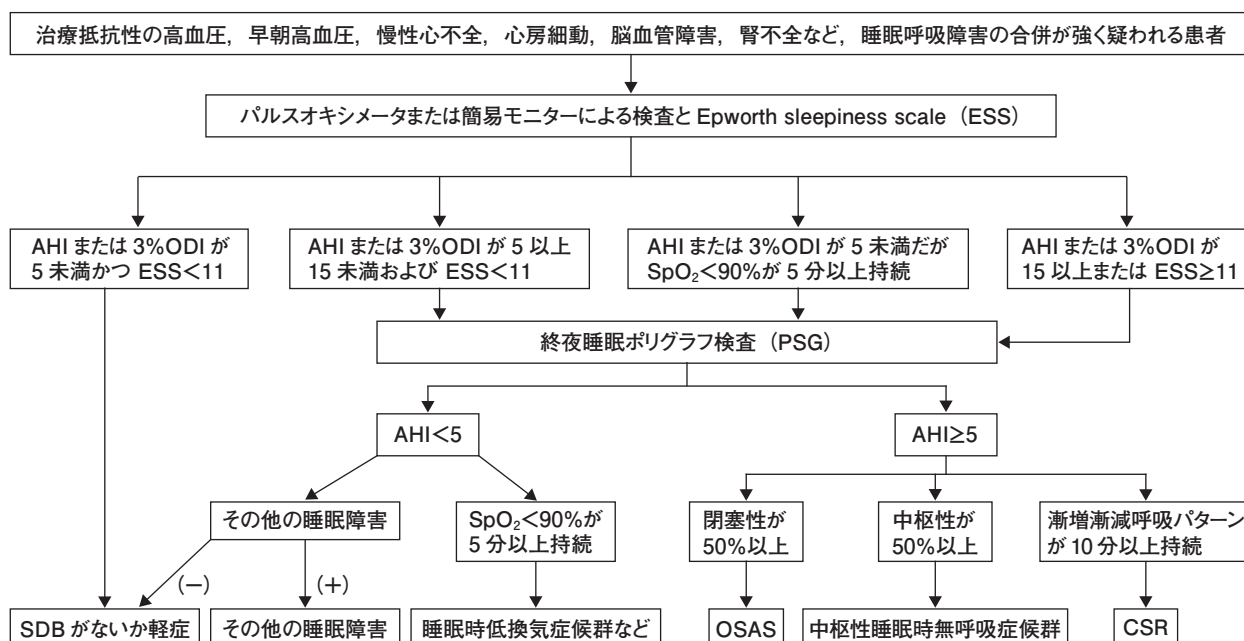 治療抵抗性の高血圧，早朝高血圧，慢性心不全，心房細動，脳血管障害，腎不全など，睡眠呼吸障害の合併が強く疑われる患者
パルスオキシメータまたは簡易モニターによる検査と Epworth sleepiness scale（ESS）
AHI または 3%ODI が
5 未満かつ ESS＜11
AHI または 3%ODI が 5 以上
15 未満および ESS＜11
AHI または 3%ODI が 5 未満だが
SpO₂＜90%が 5 分以上持続
AHI または 3%ODI が
15 以上または ESS≥11
終夜睡眠ポリグラフ検査（PSG）
AHI＜5
AHI≥5
その他の睡眠障害
SpO₂＜90%が
5 分以上持続
閉塞性が
50%以上
中枢性が
50%以上
漸増漸減呼吸パターン
が 10 分以上持続
（−）
（＋）
SDB がないか軽症
その他の睡眠障害
睡眠時低換気症候群など
OSAS
中枢性睡眠時無呼吸症候群
CSR